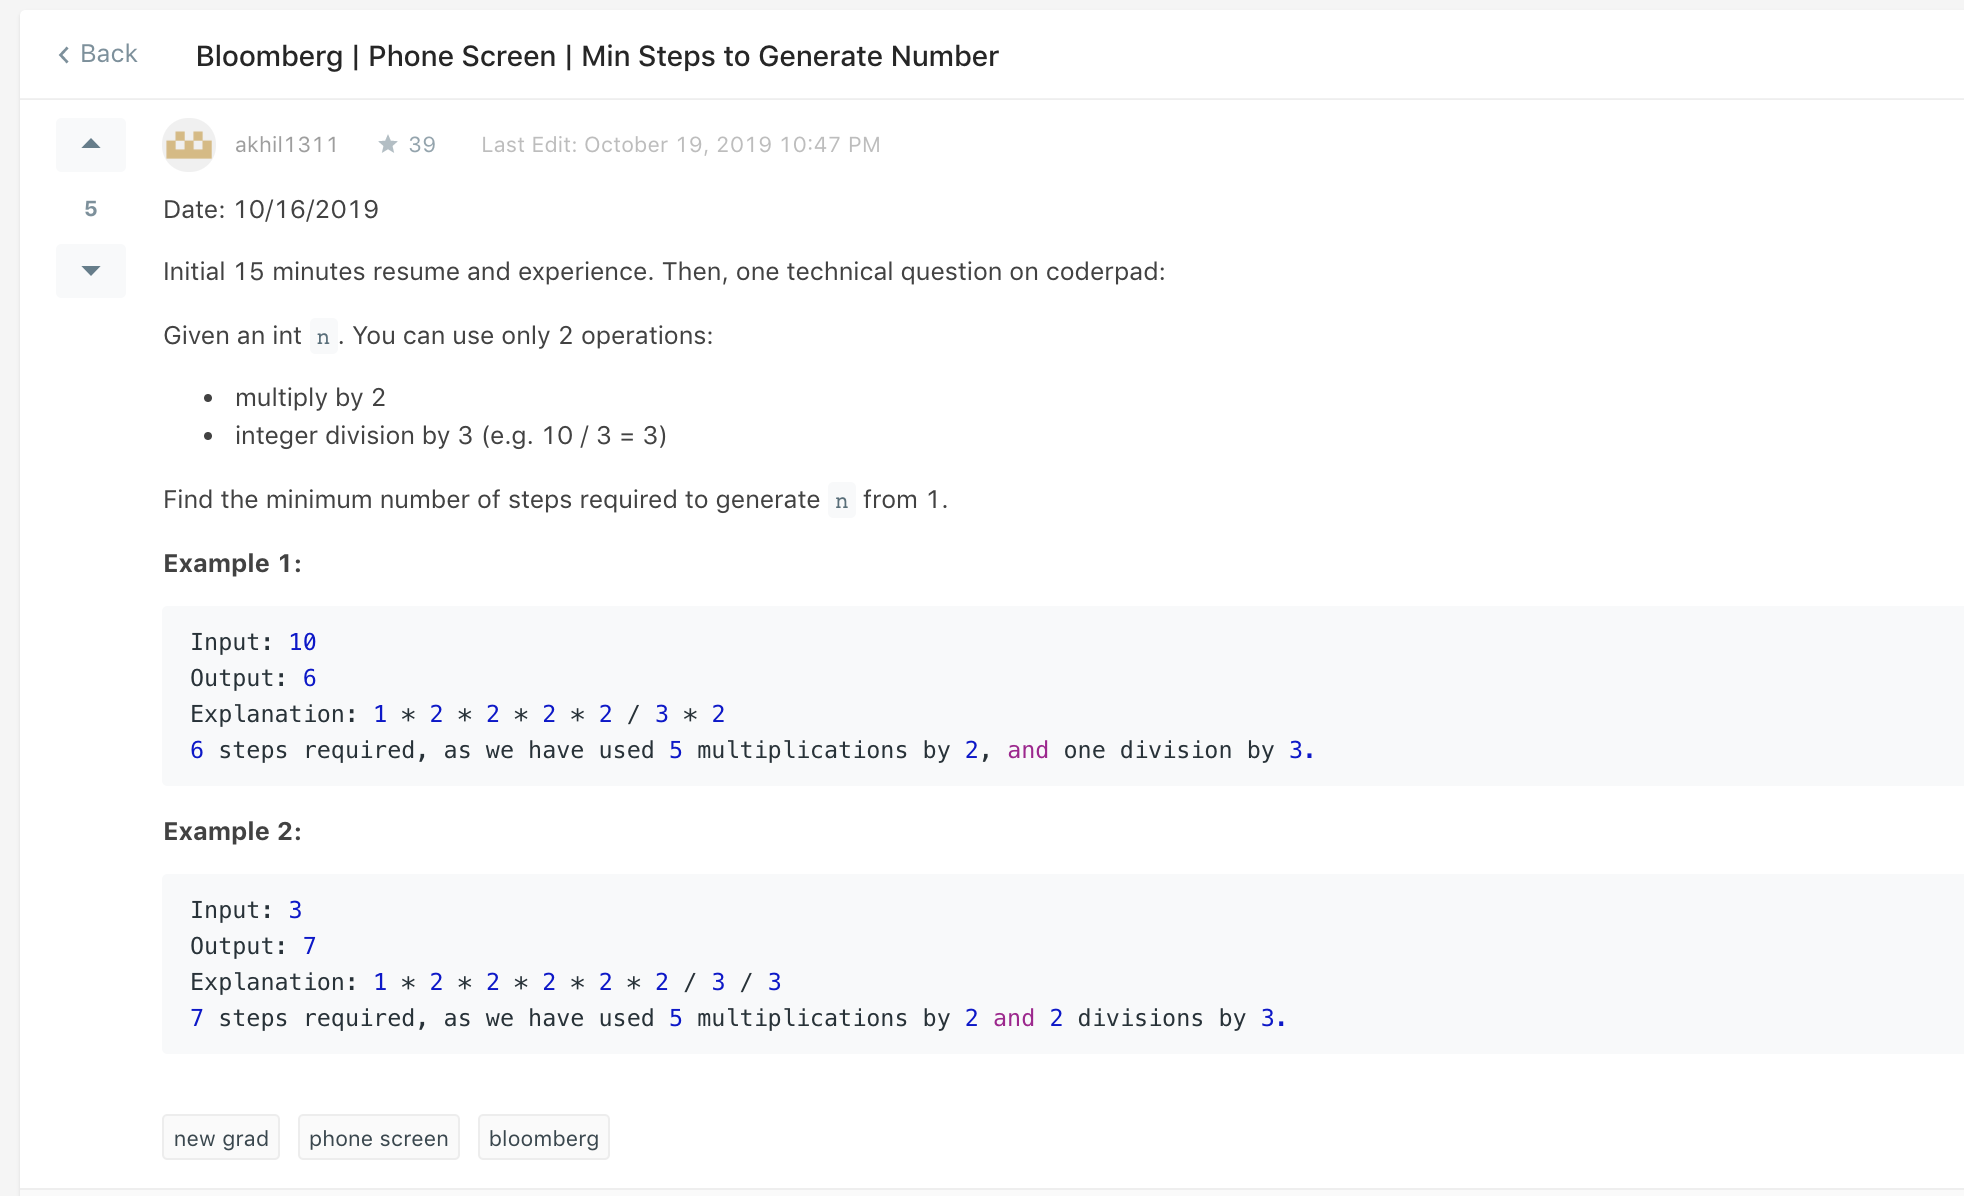 Back
Bloomberg | Phone Screen | Min Steps to Generate Number
akhil1311 ★ 39 Last Edit: October 19, 2019 10:47 PM
5
Date: 10/16/2019
Initial 15 minutes resume and experience. Then, one technical question on coderpad:
Given an int n. You can use only 2 operations:
• multiply by 2
• integer division by 3 (e.g. 10 / 3 = 3)
Find the minimum number of steps required to generate n from 1.
Example 1:
Input: 10
Output: 6
Explanation: 1 * 2 * 2 * 2 * 2 / 3 * 2
6 steps required, as we have used 5 multiplications by 2, and one division by 3.
Example 2:
Input: 3
Output: 7
Explanation: 1 * 2 * 2 * 2 * 2 * 2 / 3 / 3
7 steps required, as we have used 5 multiplications by 2 and 2 divisions by 3.
new grad phone screen bloomberg